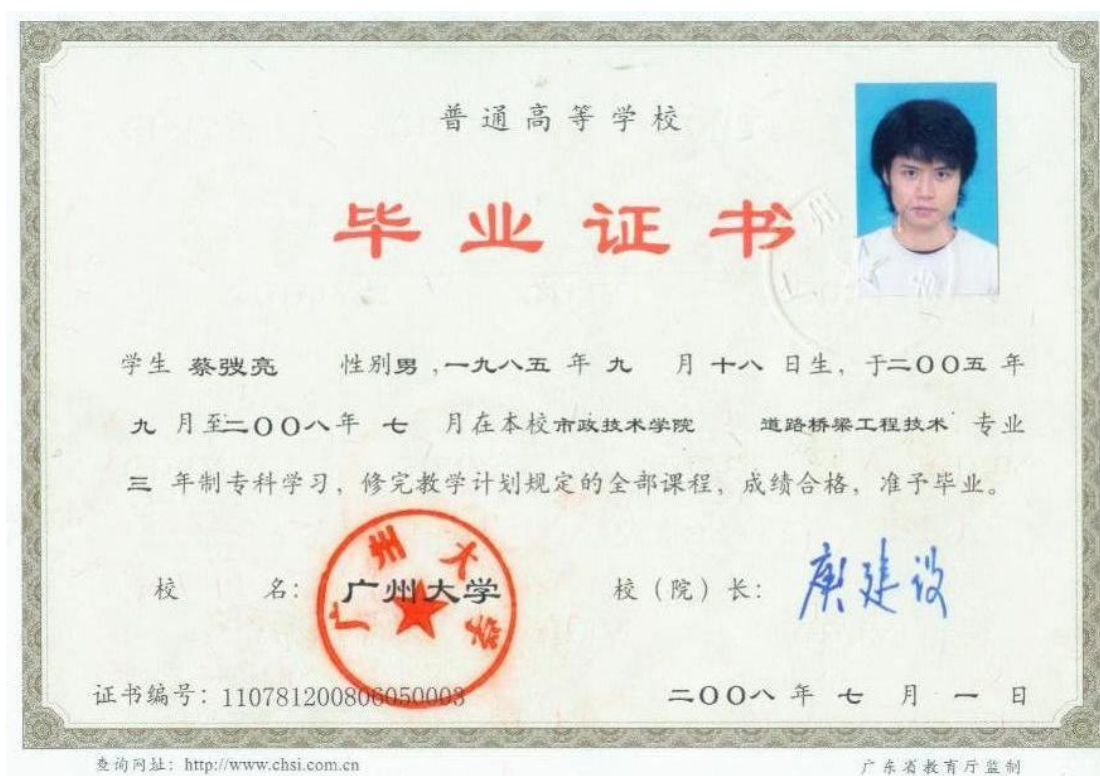 普通高等学校
毕业证书
学生 蔡弢亮 性别男,一九八五 年 九 月 十八 日生, 于二〇〇五 年
九 月至二〇〇八年 七 月在本校市政技术学院 道路桥梁工程技术 专业
三 年制专科学习, 修完教学计划规定的全部课程, 成绩合格, 准予毕业。
校 名: 广州大学 校 (院) 长: 庾建设
广州大学
证书编号: 110781200806050003 二〇〇八 年 七 月 一 日
查询网址: http://www.chsi.com.cn 广东省教育厅监制